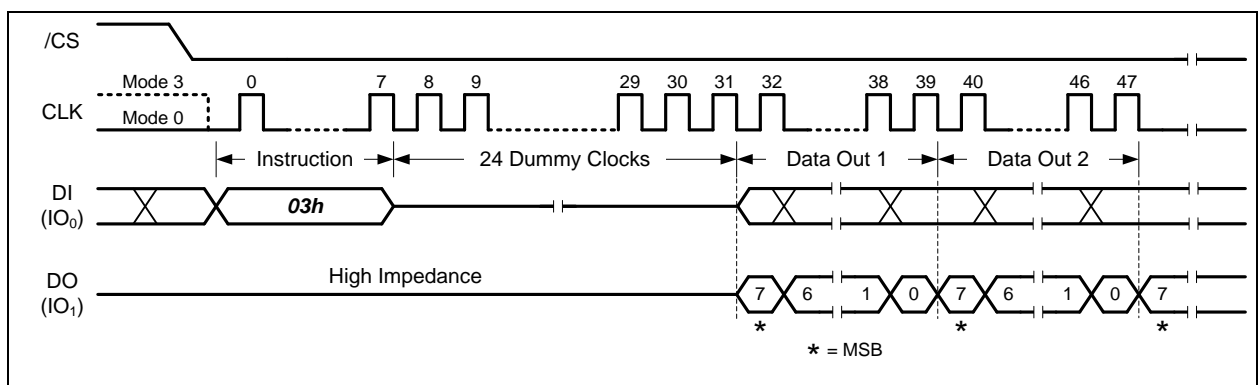 /CS
Mode 3 0 7 8 9 29 30 31 32 38 39 40 46 47
CLK
Mode 0
Instruction 24 Dummy Clocks Data Out 1 Data Out 2
DI
(IO0) 03h
High Impedance
DO
(IO1) 7 6 1 0 7 6 1 0 7
* * *
* = MSB